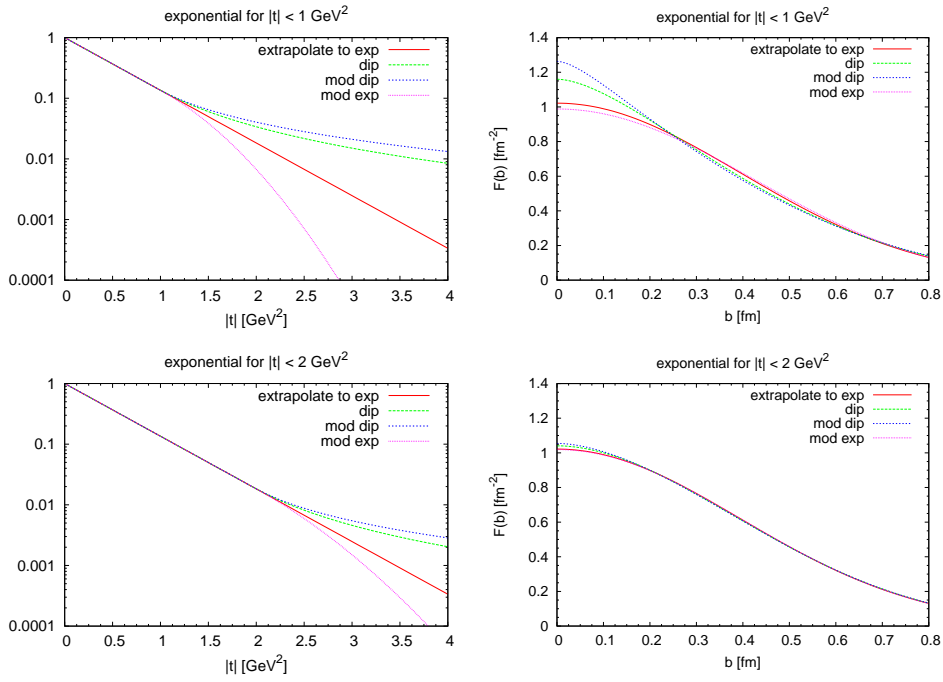 exponential for |t| < 1 GeV²
extrapolate to exp
dip
mod dip
mod exp
1
0.1
0.01
0.001
0.0001
0 0.5 1 1.5 2 2.5 3 3.5 4
|t| [GeV²]
exponential for |t| < 1 GeV²
extrapolate to exp
dip
mod dip
mod exp
1.4
1.2
1
0.8
0.6
0.4
0.2
0
F(b) [fm⁻²]
0 0.1 0.2 0.3 0.4 0.5 0.6 0.7 0.8
b [fm]
exponential for |t| < 2 GeV²
extrapolate to exp
dip
mod dip
mod exp
1
0.1
0.01
0.001
0.0001
0 0.5 1 1.5 2 2.5 3 3.5 4
|t| [GeV²]
exponential for |t| < 2 GeV²
extrapolate to exp
dip
mod dip
mod exp
1.4
1.2
1
0.8
0.6
0.4
0.2
0
F(b) [fm⁻²]
0 0.1 0.2 0.3 0.4 0.5 0.6 0.7 0.8
b [fm]